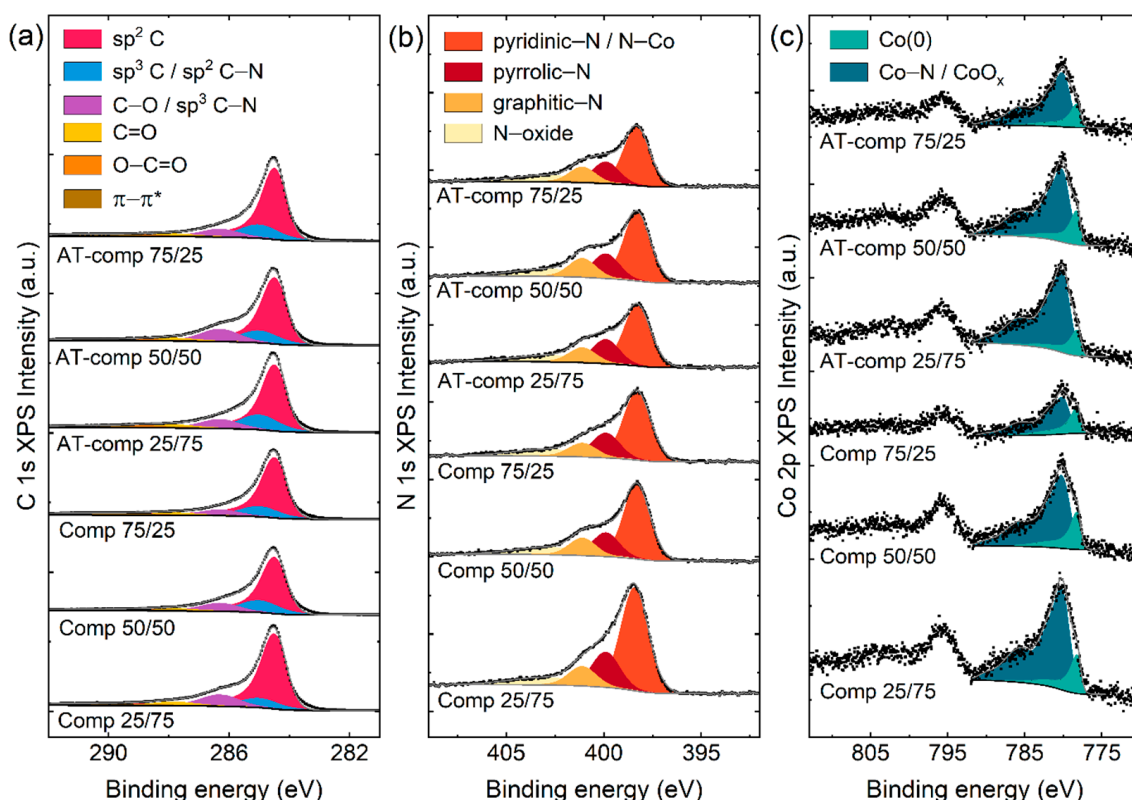 (a)
sp² C
sp³ C / sp² C–N
C–O / sp³ C–N
C=O
O–C=O
π–π*
AT-comp 75/25
AT-comp 50/50
AT-comp 25/75
Comp 75/25
Comp 50/50
Comp 25/75
C 1s XPS Intensity (a.u.)
290 285 281
Binding energy (eV)
(b)
pyridinic–N / N–Co
pyrrolic–N
graphitic–N
N–oxide
AT-comp 75/25
AT-comp 50/50
AT-comp 25/75
Comp 75/25
Comp 50/50
Comp 25/75
N 1s XPS Intensity (a.u.)
405 400 395
Binding energy (eV)
(c)
Co(0)
Co–N / CoOₓ
AT-comp 75/25
AT-comp 50/50
AT-comp 25/75
Comp 75/25
Comp 50/50
Comp 25/75
Co 2p XPS Intensity (a.u.)
805 795 785 775
Binding energy (eV)